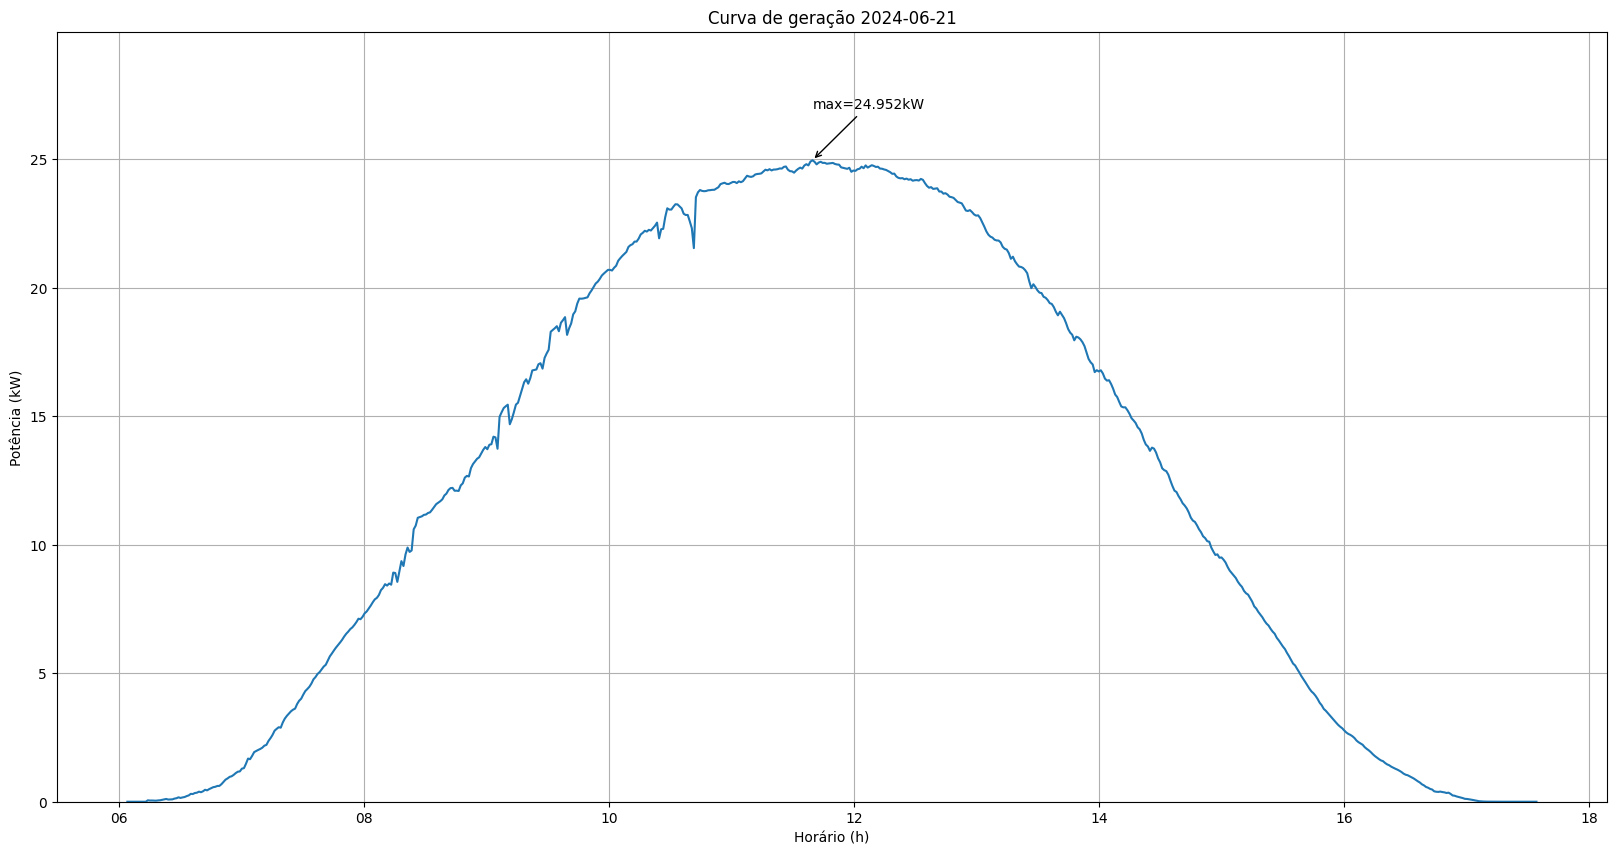 Curva de geração 2024-06-21
max=24.952kW
Potência (kW)
25
20
15
10
5
0
06 08 10 12 14 16 18
Horário (h)